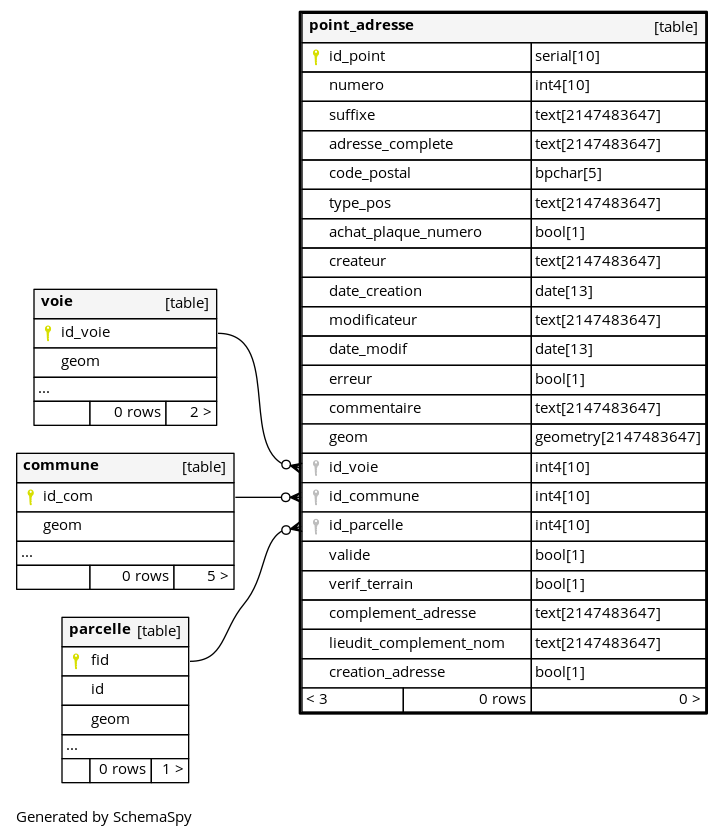 point_adresse [table]
id_point serial[10]
numero int4[10]
suffixe text[2147483647]
adresse_complete text[2147483647]
code_postal bpchar[5]
type_pos text[2147483647]
achat_plaque_numero bool[1]
createur text[2147483647]
date_creation date[13]
modificateur text[2147483647]
date_modif date[13]
erreur bool[1]
commentaire text[2147483647]
geom geometry[2147483647]
id_voie int4[10]
id_commune int4[10]
id_parcelle int4[10]
valide bool[1]
verif_terrain bool[1]
complement_adresse text[2147483647]
lieudit_complement_nom text[2147483647]
creation_adresse bool[1]
< 3 0 rows 0 >
voie [table]
id_voie
geom
...
0 rows 2 >
commune [table]
id_com
geom
...
0 rows 5 >
parcelle [table]
fid
id
geom
...
0 rows 1 >
Generated by SchemaSpy